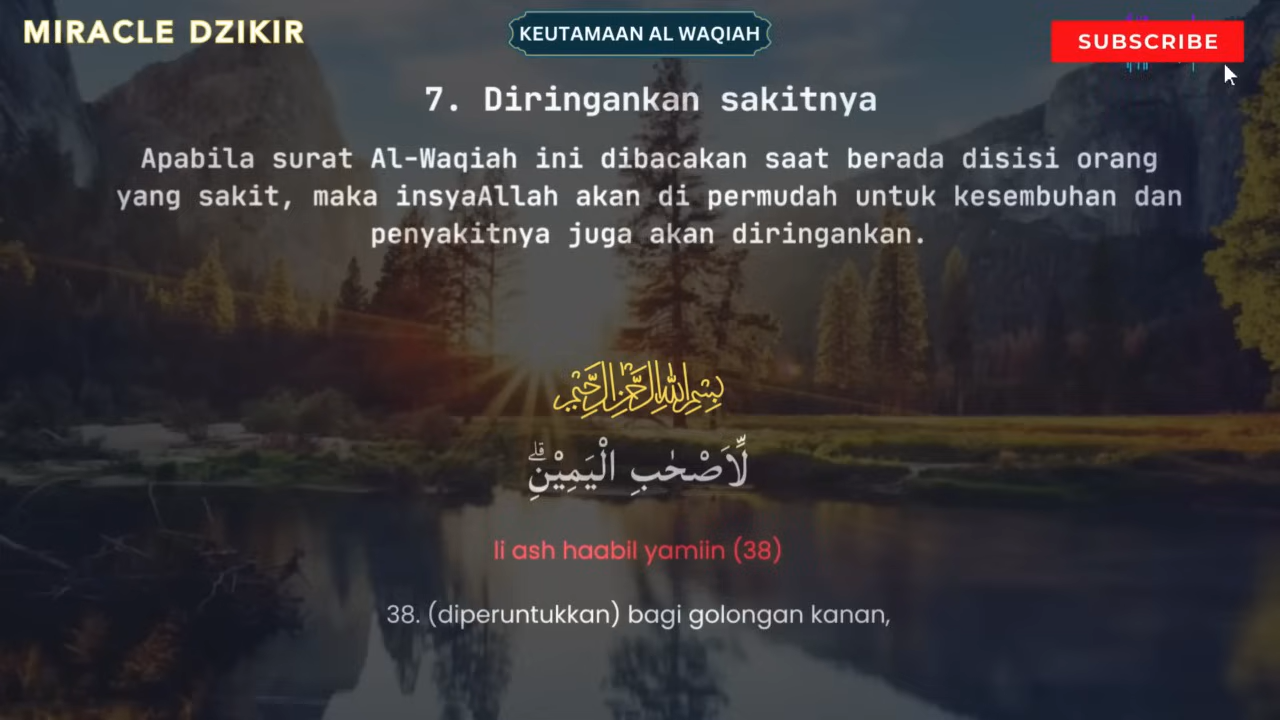 MIRACLE DZIKIR
KEUTAMAAN AL WAQIAH
SUBSCRIBE
7. Diringankan sakitnya
Apabila surat Al-Waqiah ini dibacakan saat berada disisi orang
yang sakit, maka insyaAllah akan di permudah untuk kesembuhan dan
penyakitnya juga akan diringankan.
بِسْمِ اللهِ الرَّحْمٰنِ الرَّحِيْمِ
لِّاَصْحٰبِ الْيَمِيْنِۗ
li ash haabil yamiin (38)
38. (diperuntukkan) bagi golongan kanan,